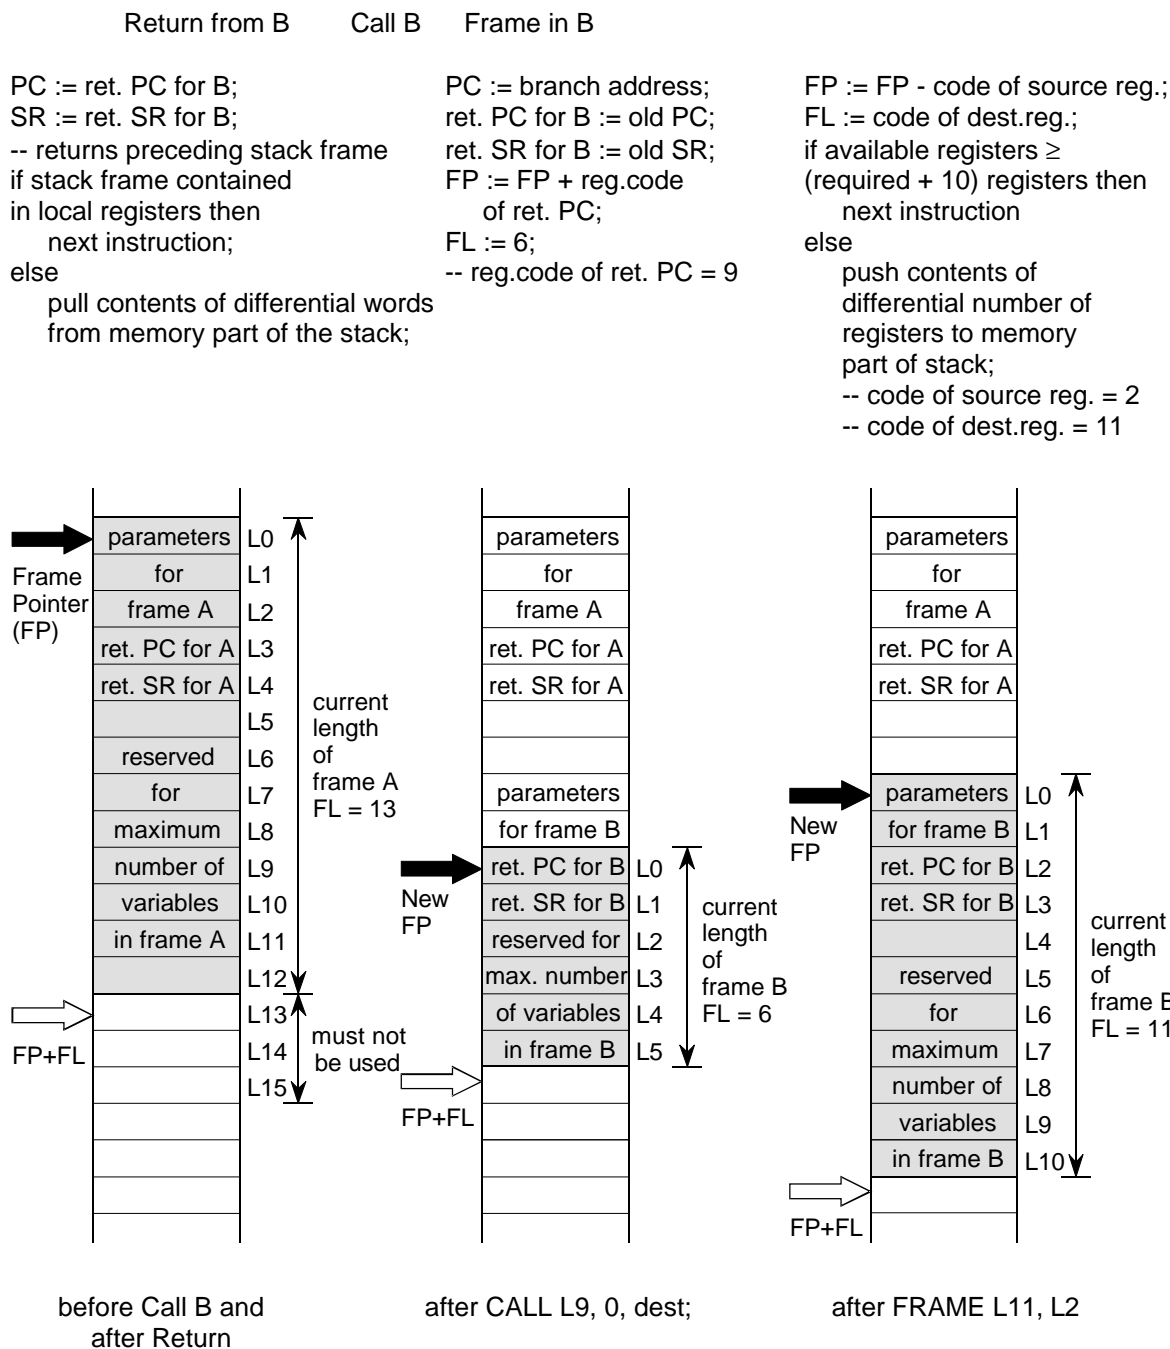 Return from B Call B Frame in B
PC := ret. PC for B;
SR := ret. SR for B;
-- returns preceding stack frame
if stack frame contained
in local registers then
next instruction;
else
pull contents of differential words
from memory part of the stack;
PC := branch address;
ret. PC for B := old PC;
ret. SR for B := old SR;
FP := FP + reg.code
of ret. PC;
FL := 6;
-- reg.code of ret. PC = 9
FP := FP - code of source reg.;
FL := code of dest.reg.;
if available registers ≥
(required + 10) registers then
next instruction
else
push contents of
differential number of
registers to memory
part of stack;
-- code of source reg. = 2
-- code of dest.reg. = 11
Frame
Pointer
(FP)
parameters L0
for L1
frame A L2
ret. PC for A L3
ret. SR for A L4
L5
reserved L6
for L7
maximum L8
number of L9
variables L10
in frame A L11
L12
L13
L14
L15
current
length
of
frame A
FL = 13
must not
be used
FP+FL
before Call B and
after Return
parameters
for
frame A
ret. PC for A
ret. SR for A
parameters
for frame B
ret. PC for B L0
ret. SR for B L1
reserved for L2
max. number L3
of variables L4
in frame B L5
New
FP
current
length
of
frame B
FL = 6
FP+FL
after CALL L9, 0, dest;
parameters
for
frame A
ret. PC for A
ret. SR for A
parameters L0
for frame B L1
ret. PC for B L2
ret. SR for B L3
L4
reserved L5
for L6
maximum L7
number of L8
variables L9
in frame B L10
New
FP
current
length
of
frame B
FL = 11
FP+FL
after FRAME L11, L2